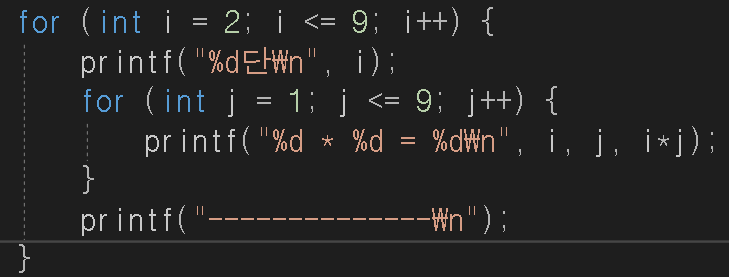 for (int i = 2; i <= 9; i++) {
printf("%d단₩n", i);
for (int j = 1; j <= 9; j++) {
printf("%d * %d = %d₩n", i, j, i*j);
}
printf("--------------₩n");
}